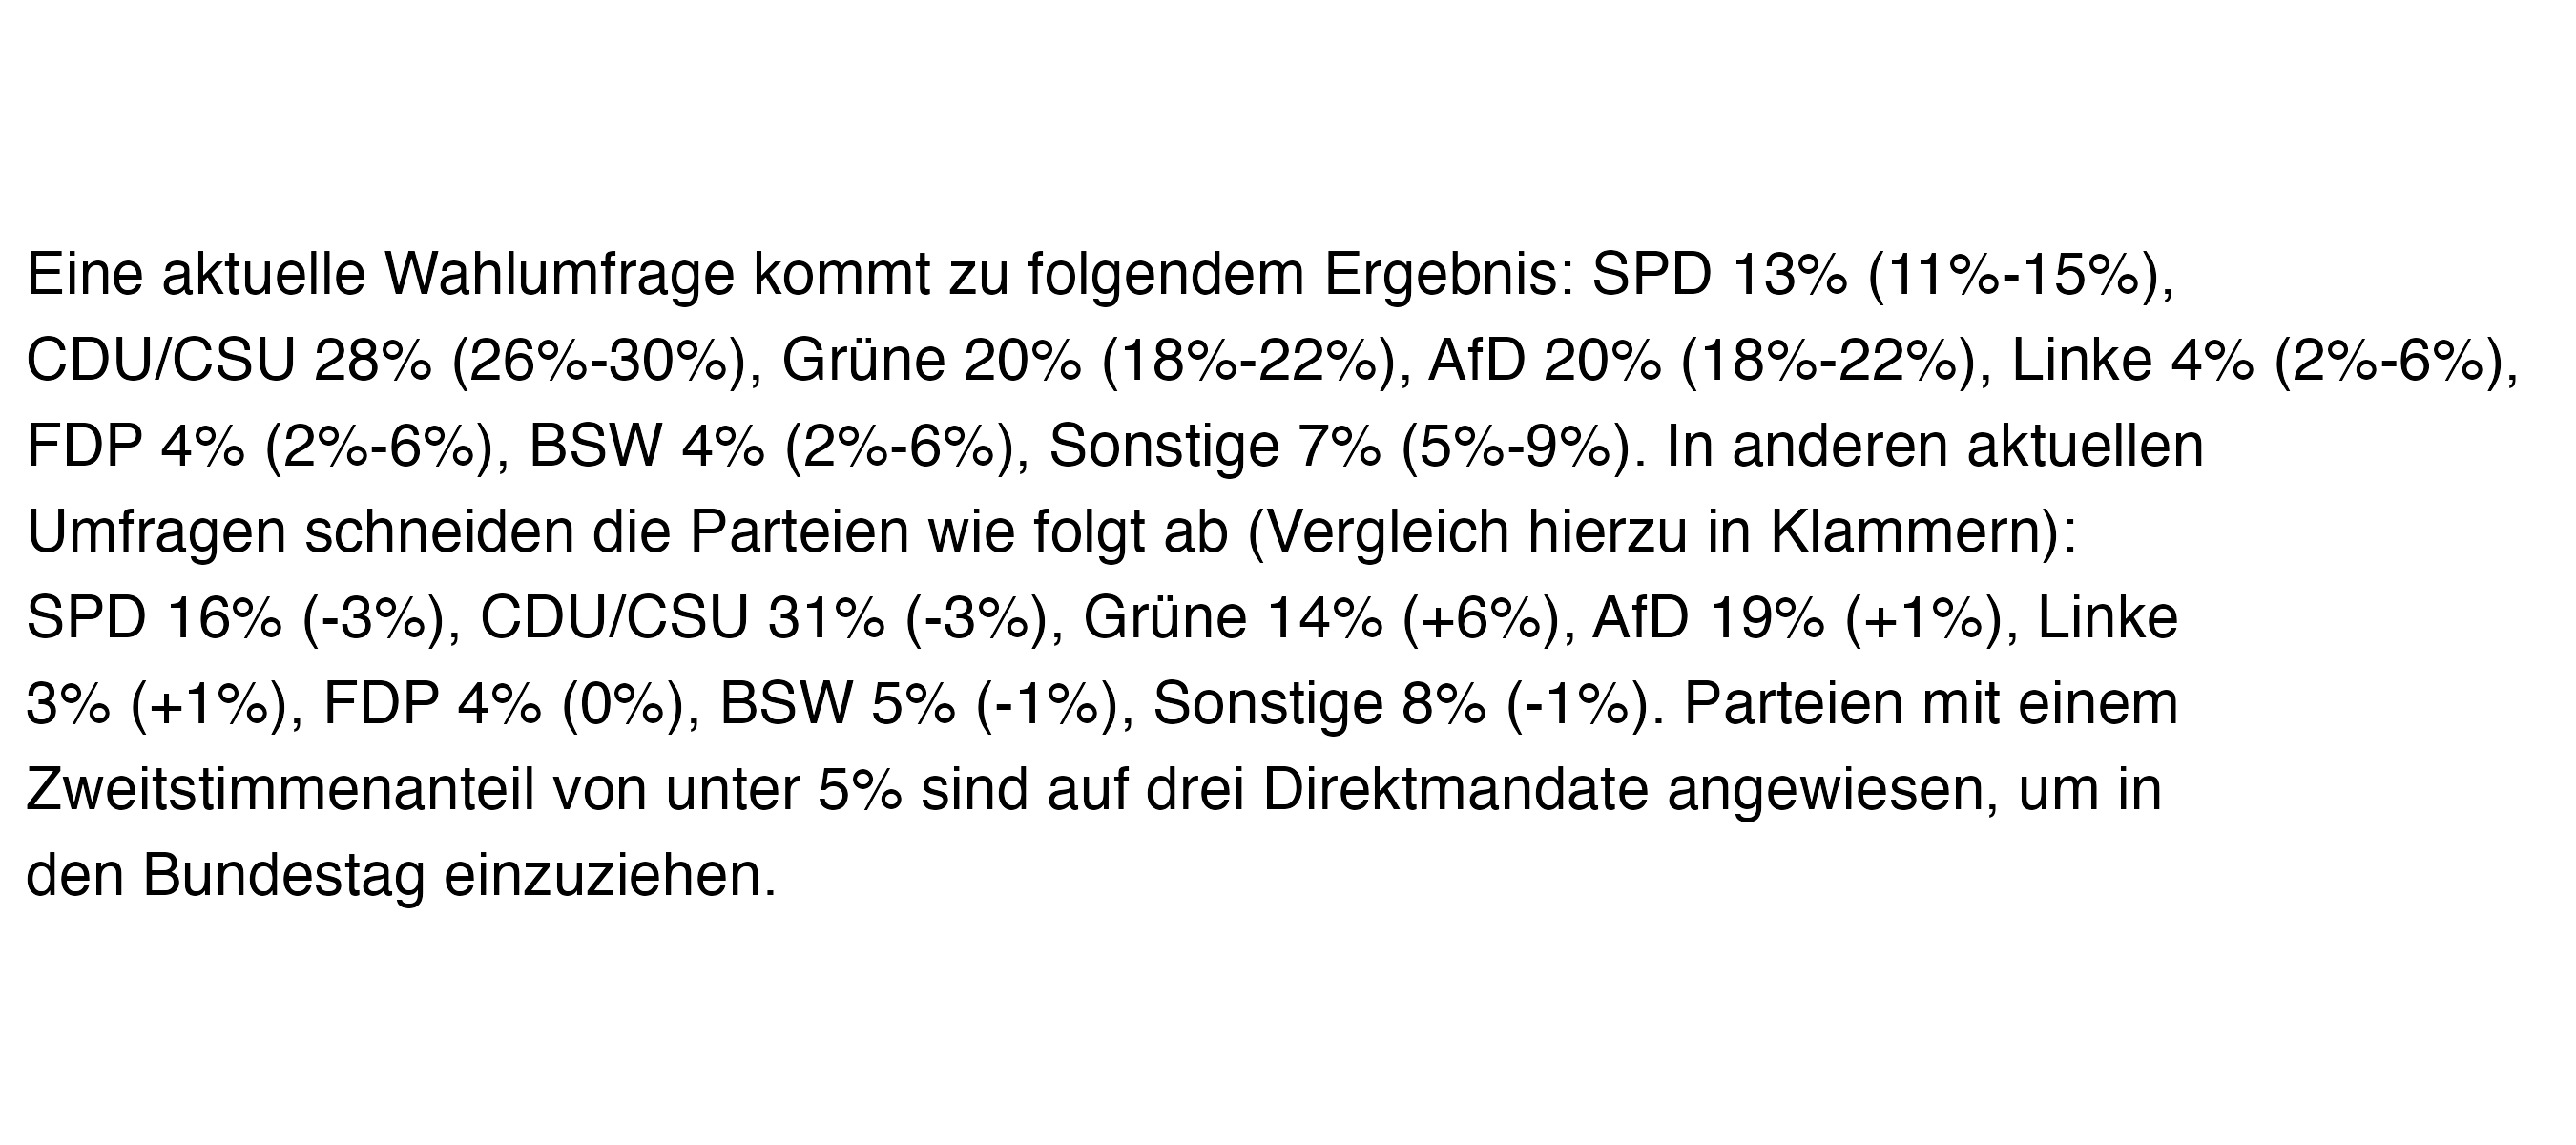 Eine aktuelle Wahlumfrage kommt zu folgendem Ergebnis: SPD 13% (11%-15%),
CDU/CSU 28% (26%-30%), Grüne 20% (18%-22%), AfD 20% (18%-22%), Linke 4% (2%-6%),
FDP 4% (2%-6%), BSW 4% (2%-6%), Sonstige 7% (5%-9%). In anderen aktuellen
Umfragen schneiden die Parteien wie folgt ab (Vergleich hierzu in Klammern):
SPD 16% (-3%), CDU/CSU 31% (-3%), Grüne 14% (+6%), AfD 19% (+1%), Linke
3% (+1%), FDP 4% (0%), BSW 5% (-1%), Sonstige 8% (-1%). Parteien mit einem
Zweitstimmenanteil von unter 5% sind auf drei Direktmandate angewiesen, um in
den Bundestag einzuziehen.